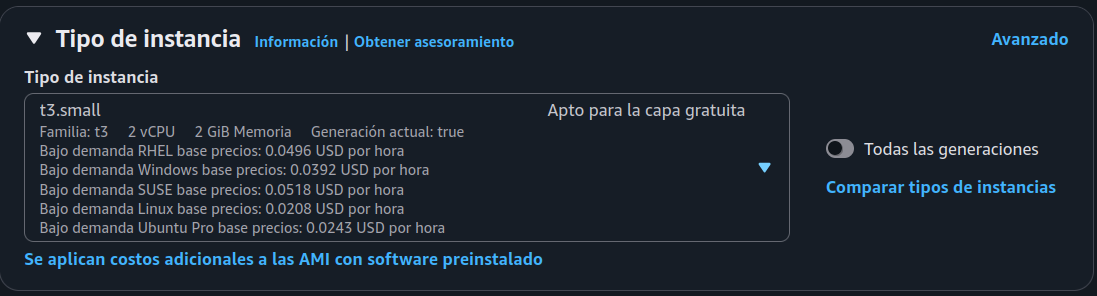 Tipo de instancia Información | Obtener asesoramiento Avanzado
Tipo de instancia
t3.small Apto para la capa gratuita
Familia: t3 2 vCPU 2 GiB Memoria Generación actual: true
Bajo demanda RHEL base precios: 0.0496 USD por hora
Bajo demanda Windows base precios: 0.0392 USD por hora
Bajo demanda SUSE base precios: 0.0518 USD por hora
Bajo demanda Linux base precios: 0.0208 USD por hora
Bajo demanda Ubuntu Pro base precios: 0.0243 USD por hora
Todas las generaciones
Comparar tipos de instancias
Se aplican costos adicionales a las AMI con software preinstalado